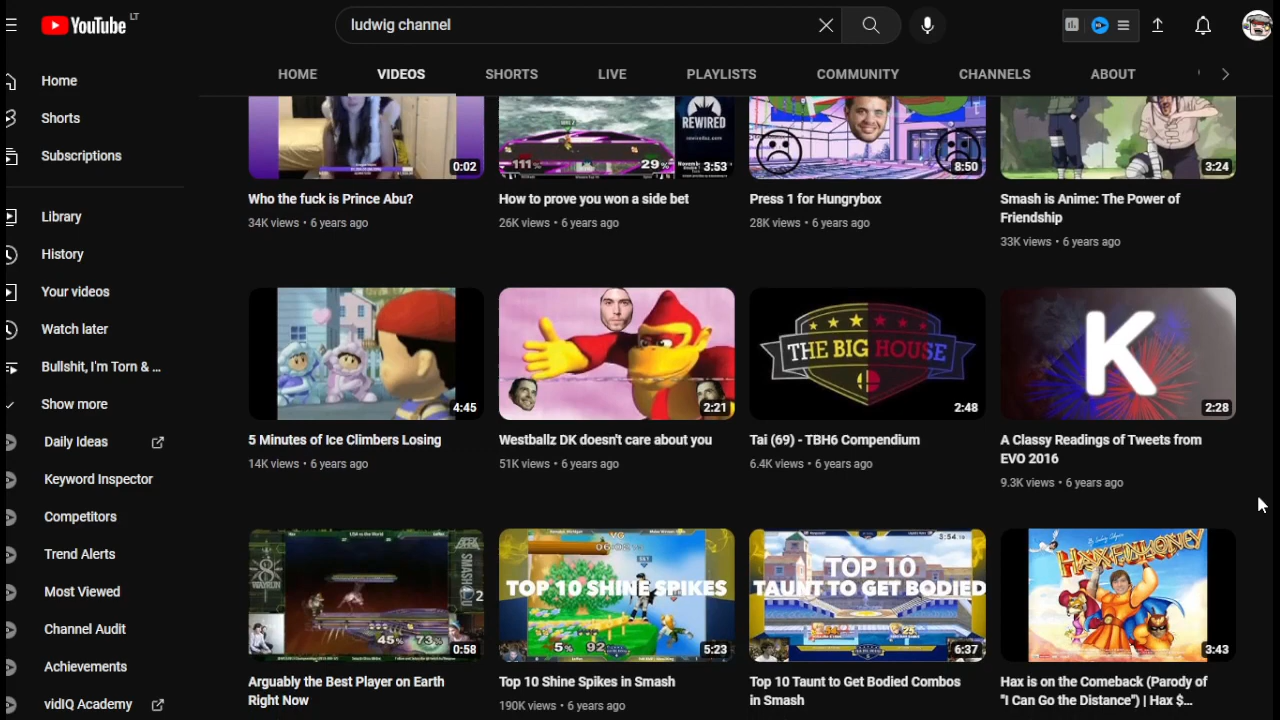 YouTube LT
ludwig channel
HOME VIDEOS SHORTS LIVE PLAYLISTS COMMUNITY CHANNELS ABOUT
Home
Shorts
Subscriptions
Library
History
Your videos
Watch later
Bullshit, I'm Torn & ...
Show more
Daily Ideas
Keyword Inspector
Competitors
Trend Alerts
Most Viewed
Channel Audit
Achievements
vidIQ Academy
0:02
Who the fuck is Prince Abu?
34K views • 6 years ago
REWIRED
111% 29%
3:53
How to prove you won a side bet
26K views • 6 years ago
8:50
Press 1 for Hungrybox
28K views • 6 years ago
3:24
Smash is Anime: The Power of
Friendship
33K views • 6 years ago
4:45
5 Minutes of Ice Climbers Losing
14K views • 6 years ago
2:21
Westballz DK doesn't care about you
51K views • 6 years ago
THE BIG HOUSE
2:48
Tai (69) - TBH6 Compendium
6.4K views • 6 years ago
K
2:28
A Classy Readings of Tweets from
EVO 2016
9.3K views • 6 years ago
SMASH
45% 73%
0:58
Arguably the Best Player on Earth
Right Now
TOP 10 SHINE SPIKES
5% 92
5:23
Top 10 Shine Spikes in Smash
190K views • 6 years ago
TOP 10
TAUNT TO GET BODIED
6:37
Top 10 Taunt to Get Bodied Combos
in Smash
3:43
Hax is on the Comeback (Parody of
"I Can Go the Distance") | Hax $...